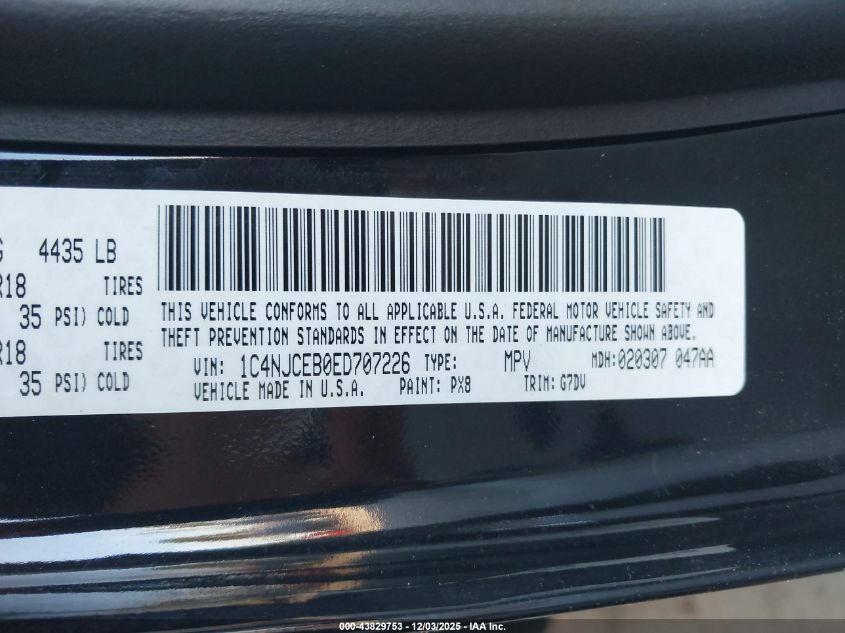 G 4435 LB
R18 TIRES
35 PSI) COLD
R18 TIRES
35 PSI) COLD
THIS VEHICLE CONFORMS TO ALL APPLICABLE U.S.A. FEDERAL MOTOR VEHICLE SAFETY AND
THEFT PREVENTION STANDARDS IN EFFECT ON THE DATE OF MANUFACTURE SHOWN ABOVE.
VIN: 1C4NJCEB0ED707226 TYPE: MPV MDH:020307 047AA
VEHICLE MADE IN U.S.A. PAINT: PX8 TRIM: G7DV
000-43829753 - 12/03/2025 - IAA Inc.